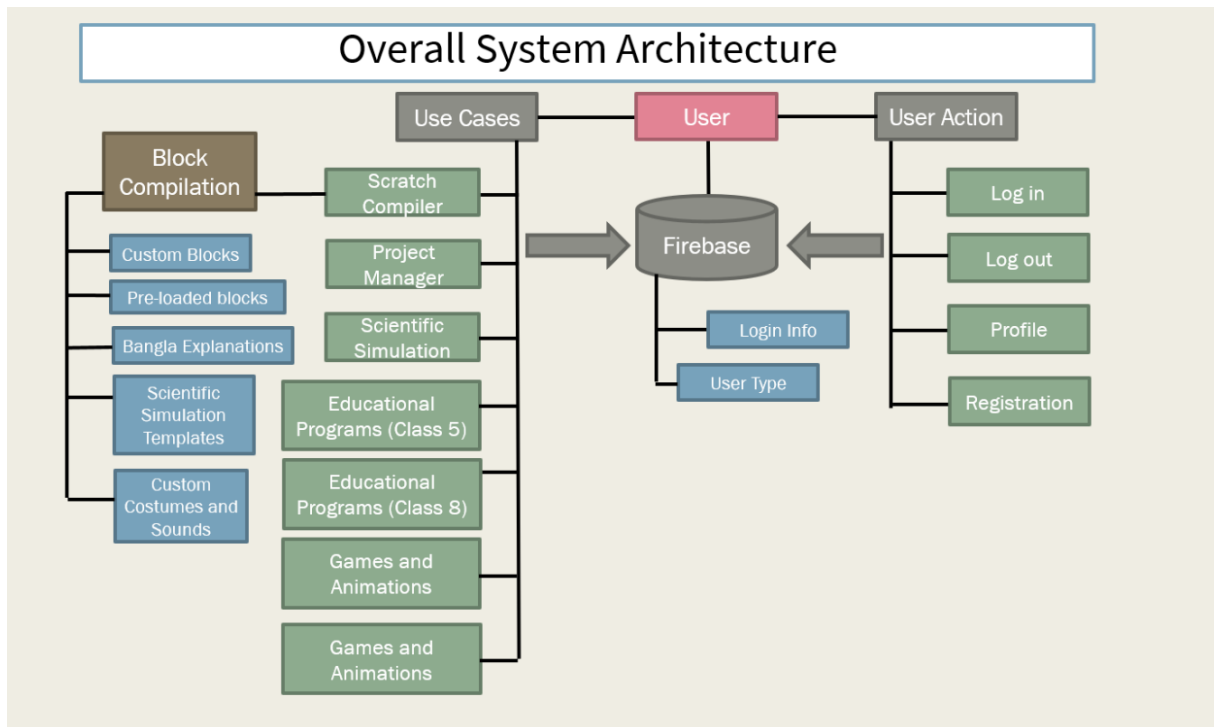 Overall System Architecture
Use Cases
User
User Action
Block
Compilation
Custom Blocks
Pre-loaded blocks
Bangla Explanations
Scientific
Simulation
Templates
Custom
Costumes and
Sounds
Scratch
Compiler
Project
Manager
Scientific
Simulation
Educational
Programs (Class 5)
Educational
Programs (Class 8)
Games and
Animations
Games and
Animations
Firebase
Login Info
User Type
Log in
Log out
Profile
Registration